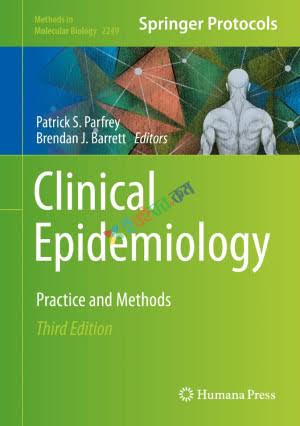 Methods in
Molecular Biology 2249
Springer Protocols
Patrick S. Parfrey
Brendan J. Barrett Editors
Clinical
Epidemiology
Practice and Methods
Third Edition
Humana Press